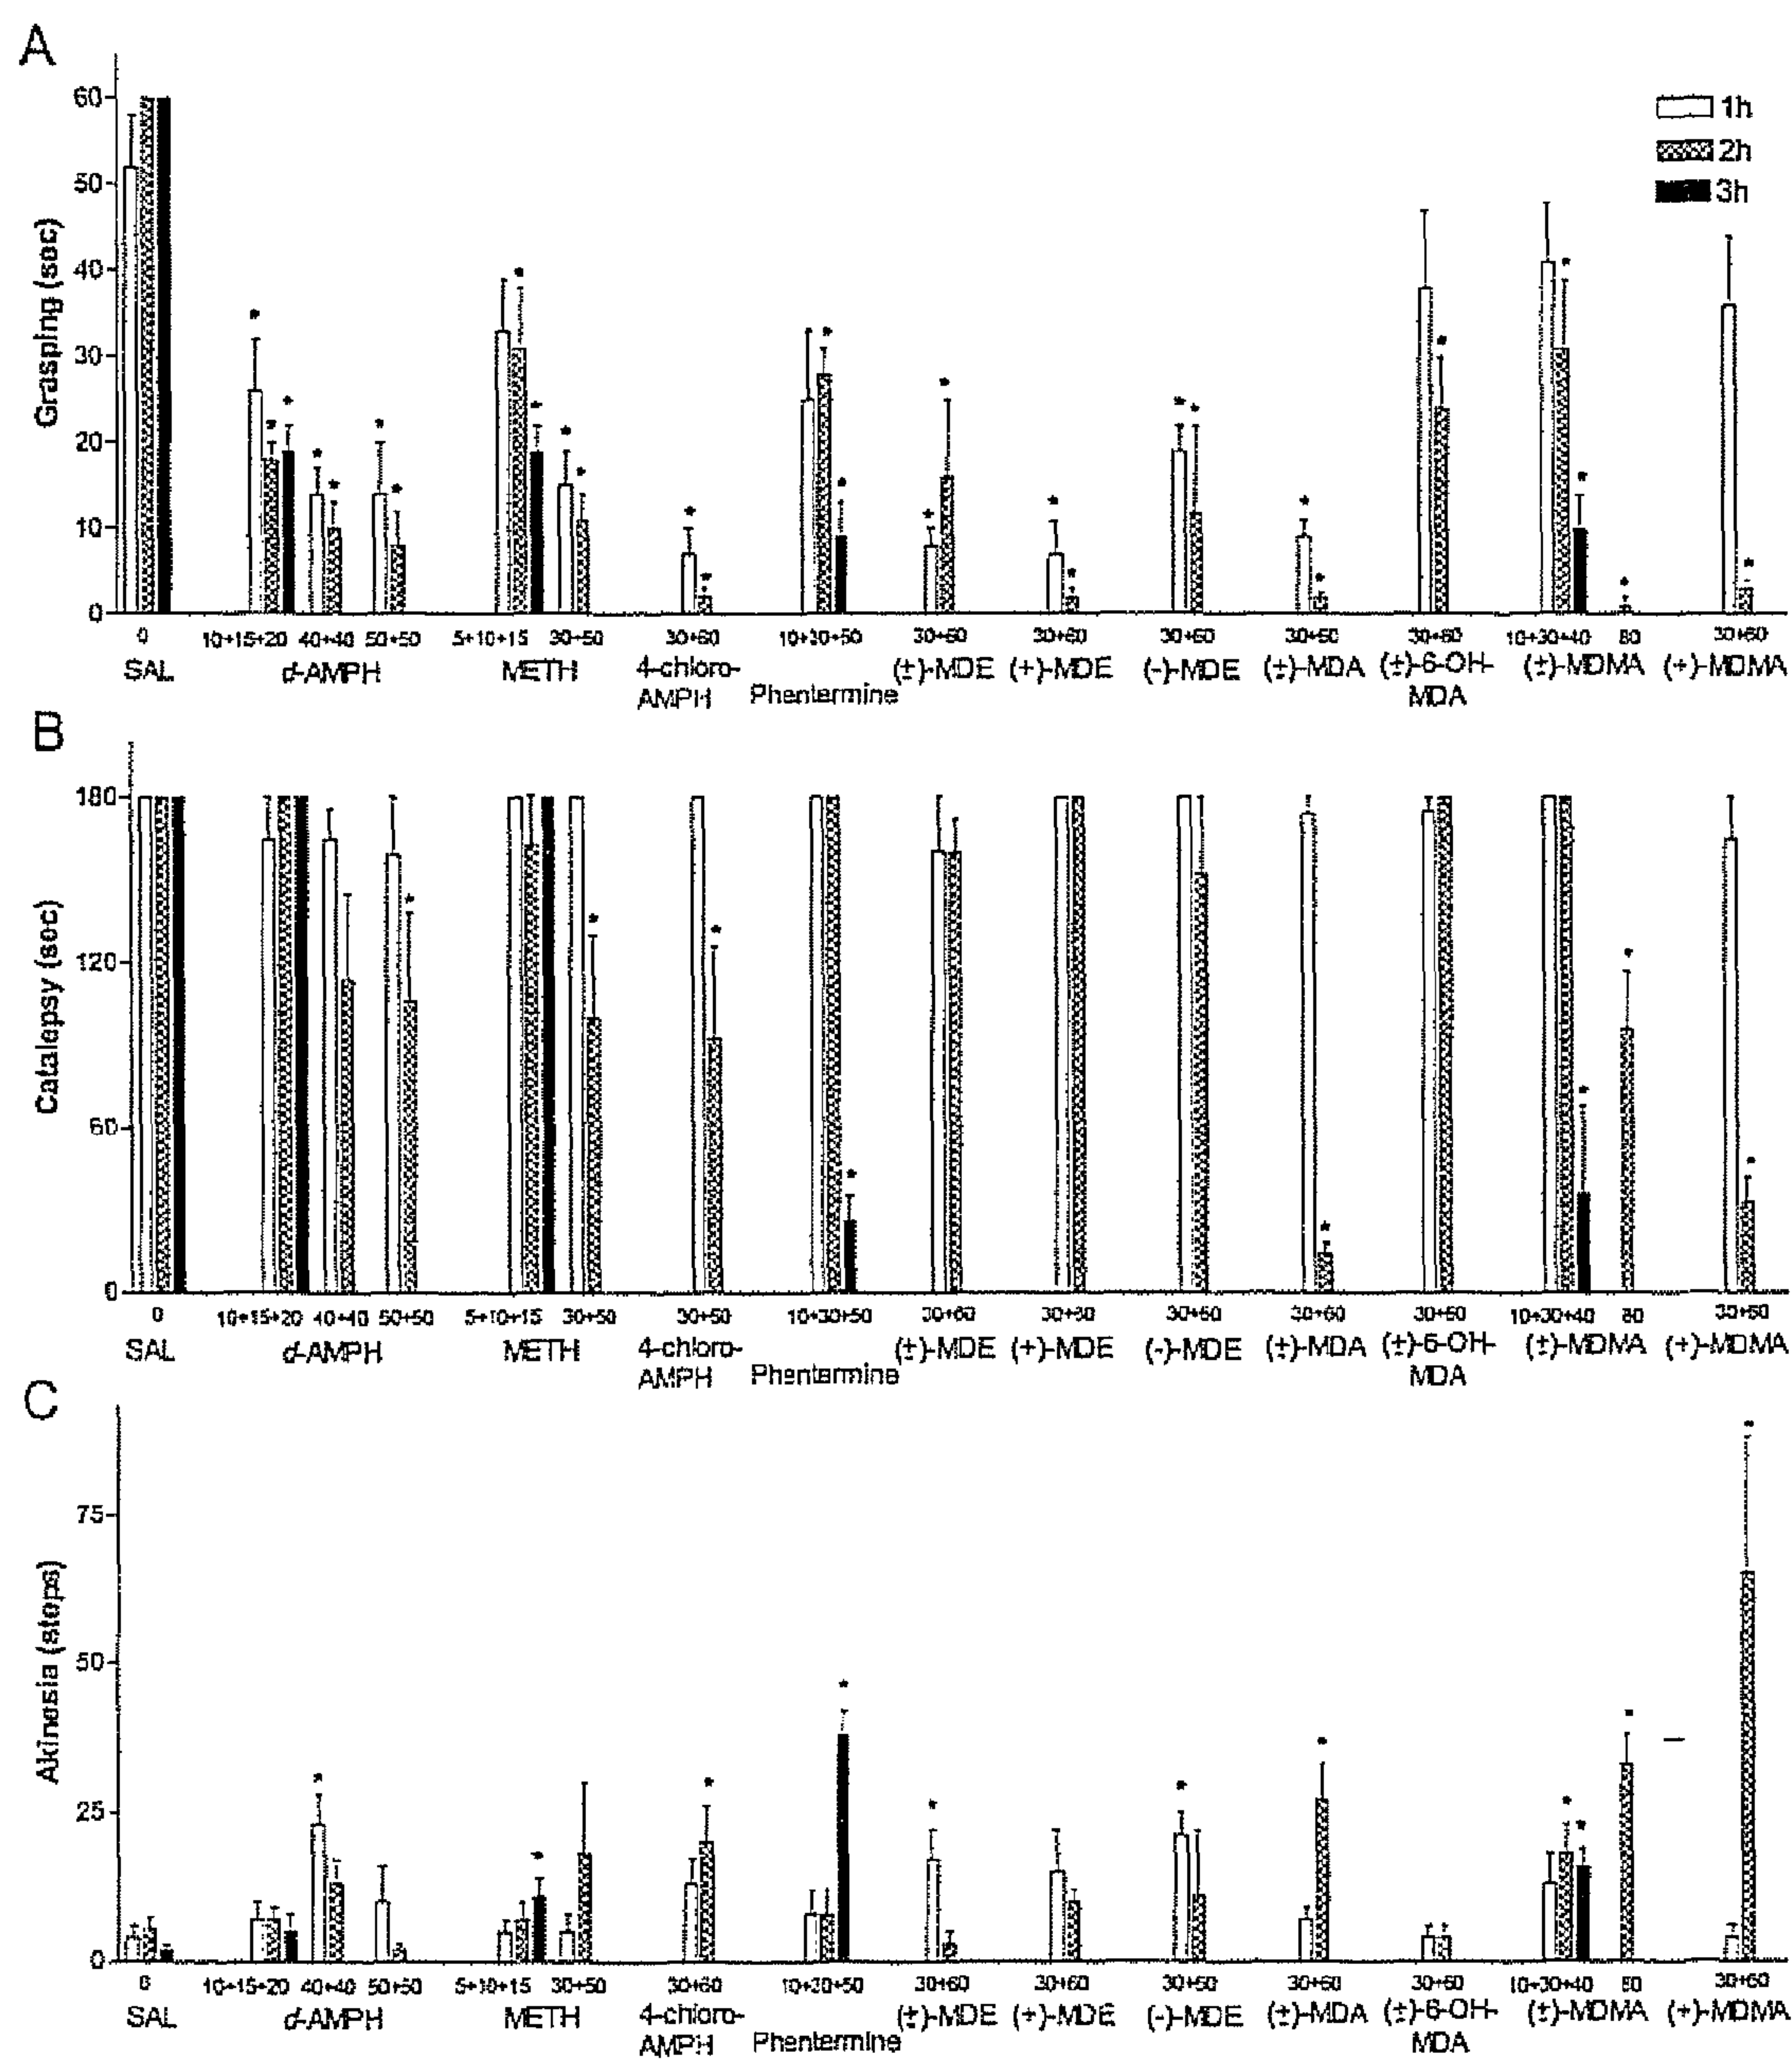 A
1h
2h
3h
Grasping (sec)
60
50
40
30
20
10
0
0 10+15+20 40+40 50+50 5+10+15 30+50 30+60 10+30+50 30+60 30+60 30+60 30+60 30+60 10+30+40 80 30+60
SAL d-AMPH METH 4-chloro- (±)-MDE (+)-MDE (-)-MDE (±)-MDA (±)-6-OH- (±)-MDMA (+)-MDMA
AMPH Phentermine MDA
B
Catalepsy (sec)
180
120
60
0
0 10+15+20 40+40 50+50 5+10+15 30+50 30+50 10+30+50 30+60 30+60 30+60 30+60 30+60 10+30+40 80 30+60
SAL d-AMPH METH 4-chloro- (±)-MDE (+)-MDE (-)-MDE (±)-MDA (±)-6-OH- (±)-MDMA (+)-MDMA
AMPH Phentermine MDA
C
Akinesia (steps)
75
50
25
0
0 10+15+20 40+40 50+50 5+10+15 30+50 30+60 10+30+50 30+60 30+60 30+60 30+60 30+60 10+30+40 80 30+60
SAL d-AMPH METH 4-chloro- (±)-MDE (+)-MDE (-)-MDE (±)-MDA (±)-6-OH- (±)-MDMA (+)-MDMA
AMPH Phentermine MDA